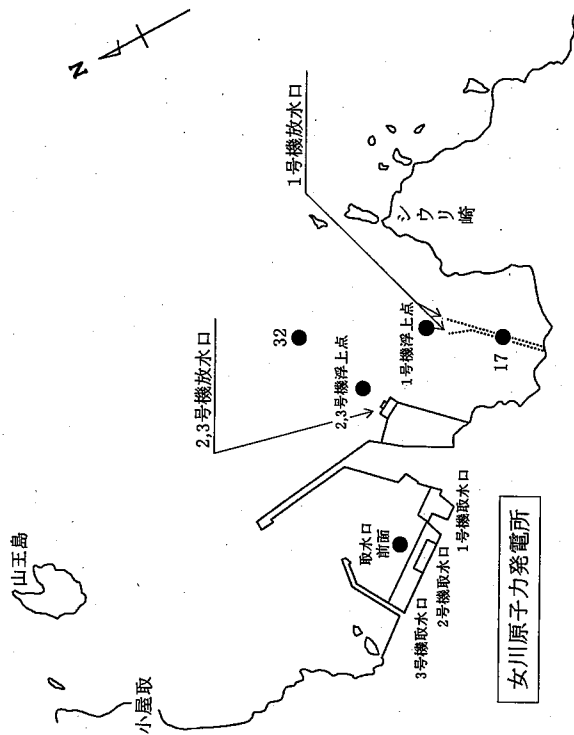 N
山王島
小屋取
2,3号機放水口
1号機放水口
32
シウリ崎
2,3号機浮上点
1号機浮上点
17
取水口
前面
1号機取水口
2号機取水口
3号機取水口
女川原子力発電所